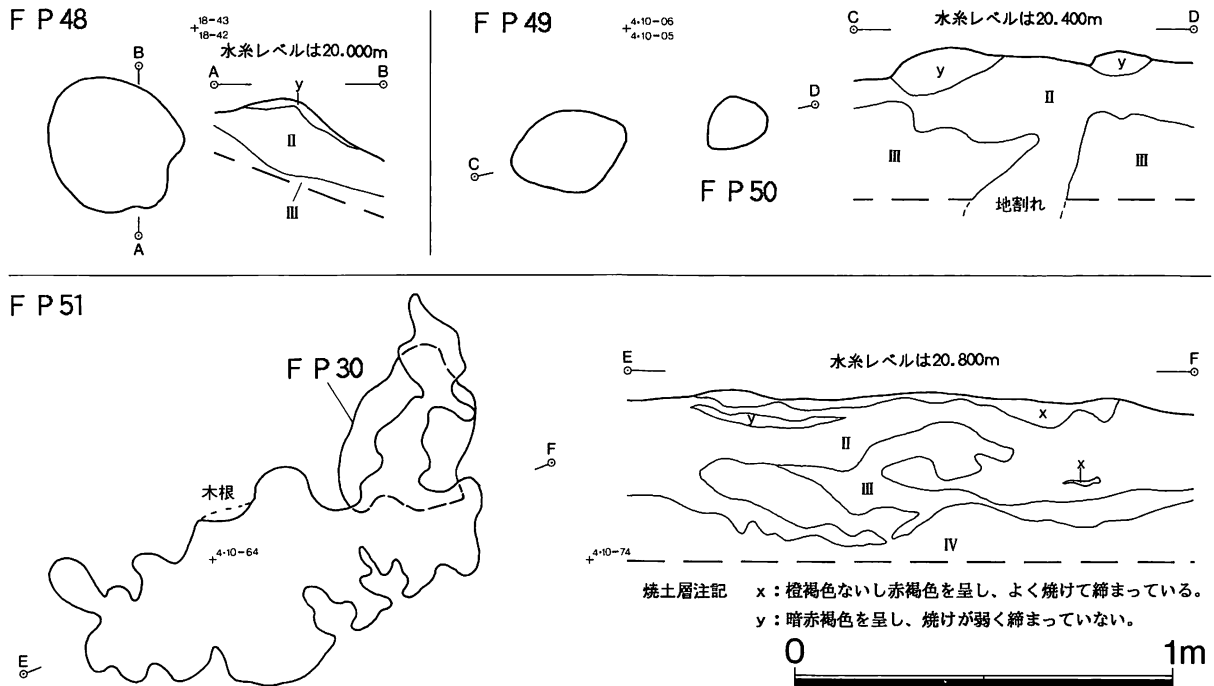 FP48
18-43
18-42
水糸レベルは20.000m
B
A
A
B
y
II
III
FP49
4・10-06
4・10-05
C
D
FP50
水糸レベルは20.400m
C
D
y
y
II
III
III
地割れ
FP51
FP30
木根
4・10-64
E
F
水糸レベルは20.800m
E
F
y
x
II
x
III
IV
4・10-74
焼土層注記 x:橙褐色ないし赤褐色を呈し、よく焼けて締まっている。
y:暗赤褐色を呈し、焼けが弱く締まっていない。
0 1m